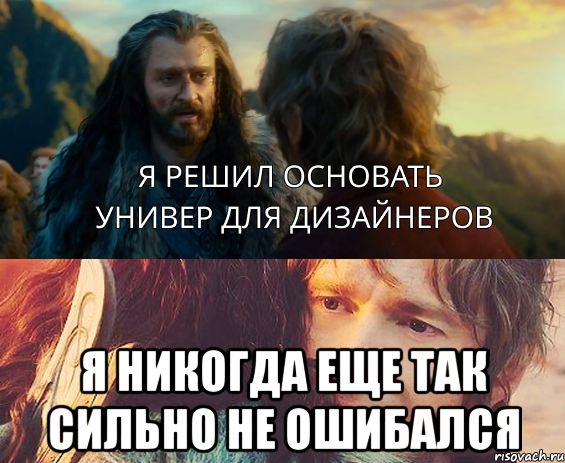 Я РЕШИЛ ОСНОВАТЬ
УНИВЕР ДЛЯ ДИЗАЙНЕРОВ
Я НИКОГДА ЕЩЕ ТАК
СИЛЬНО НЕ ОШИБАЛСЯ
risovach.ru